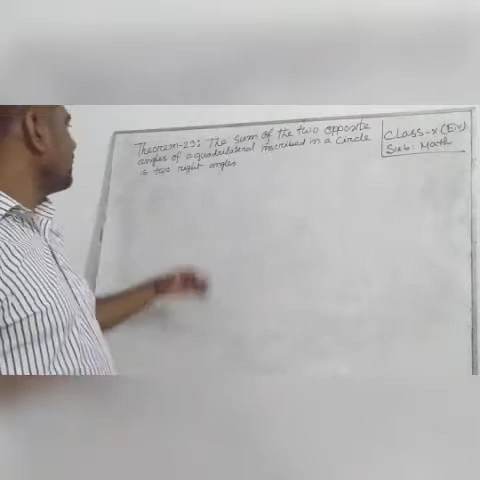 Theorem-23: The sum of the two opposite
angles of a quadrilateral inscribed in a circle
is two right angles
Class-x (Ev)
Sub: Math